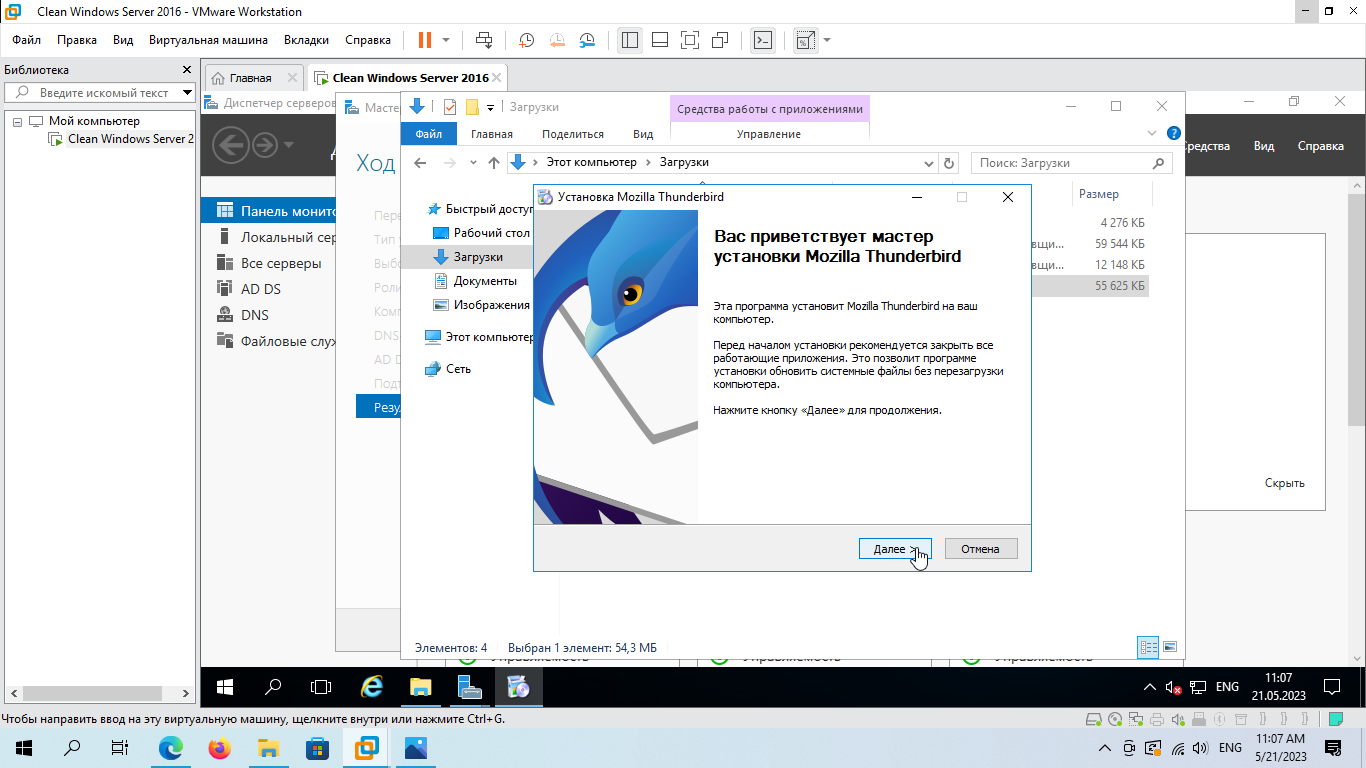 Clean Windows Server 2016 - VMware Workstation
Файл Правка Вид Виртуальная машина Вкладки Справка
Библиотека
Введите искомый текст
Мой компьютер
Clean Windows Server 2
Главная
Clean Windows Server 2016
Диспетчер серверов
Масте
Загрузки
Средства работы с приложениями
Файл Главная Поделиться Вид Управление
Средства Вид Справка
Ход
Этот компьютер > Загрузки
Поиск: Загрузки
Панель монито
Локальный сер
Все серверы
AD DS
DNS
Файловые служ
Пере
Тип у
Выбо
Роли
Комп
DNS
AD D
Подт
Резул
Быстрый доступ
Рабочий стол
Загрузки
Документы
Изображения
Этот компьютер
Сеть
Размер
4 276 КБ
вщи... 59 544 КБ
вщи... 12 148 КБ
55 625 КБ
Установка Mozilla Thunderbird
Вас приветствует мастер
установки Mozilla Thunderbird
Эта программа установит Mozilla Thunderbird на ваш
компьютер.
Перед началом установки рекомендуется закрыть все
работающие приложения. Это позволит программе
установки обновить системные файлы без перезагрузки
компьютера.
Нажмите кнопку «Далее» для продолжения.
Далее >
Отмена
Скрыть
Элементов: 4 Выбран 1 элемент: 54,3 МБ
Управляемость Управляемость Управляемость
ENG
11:07
21.05.2023
Чтобы направить ввод на эту виртуальную машину, щелкните внутри или нажмите Ctrl+G.
ENG
11:07 AM
5/21/2023